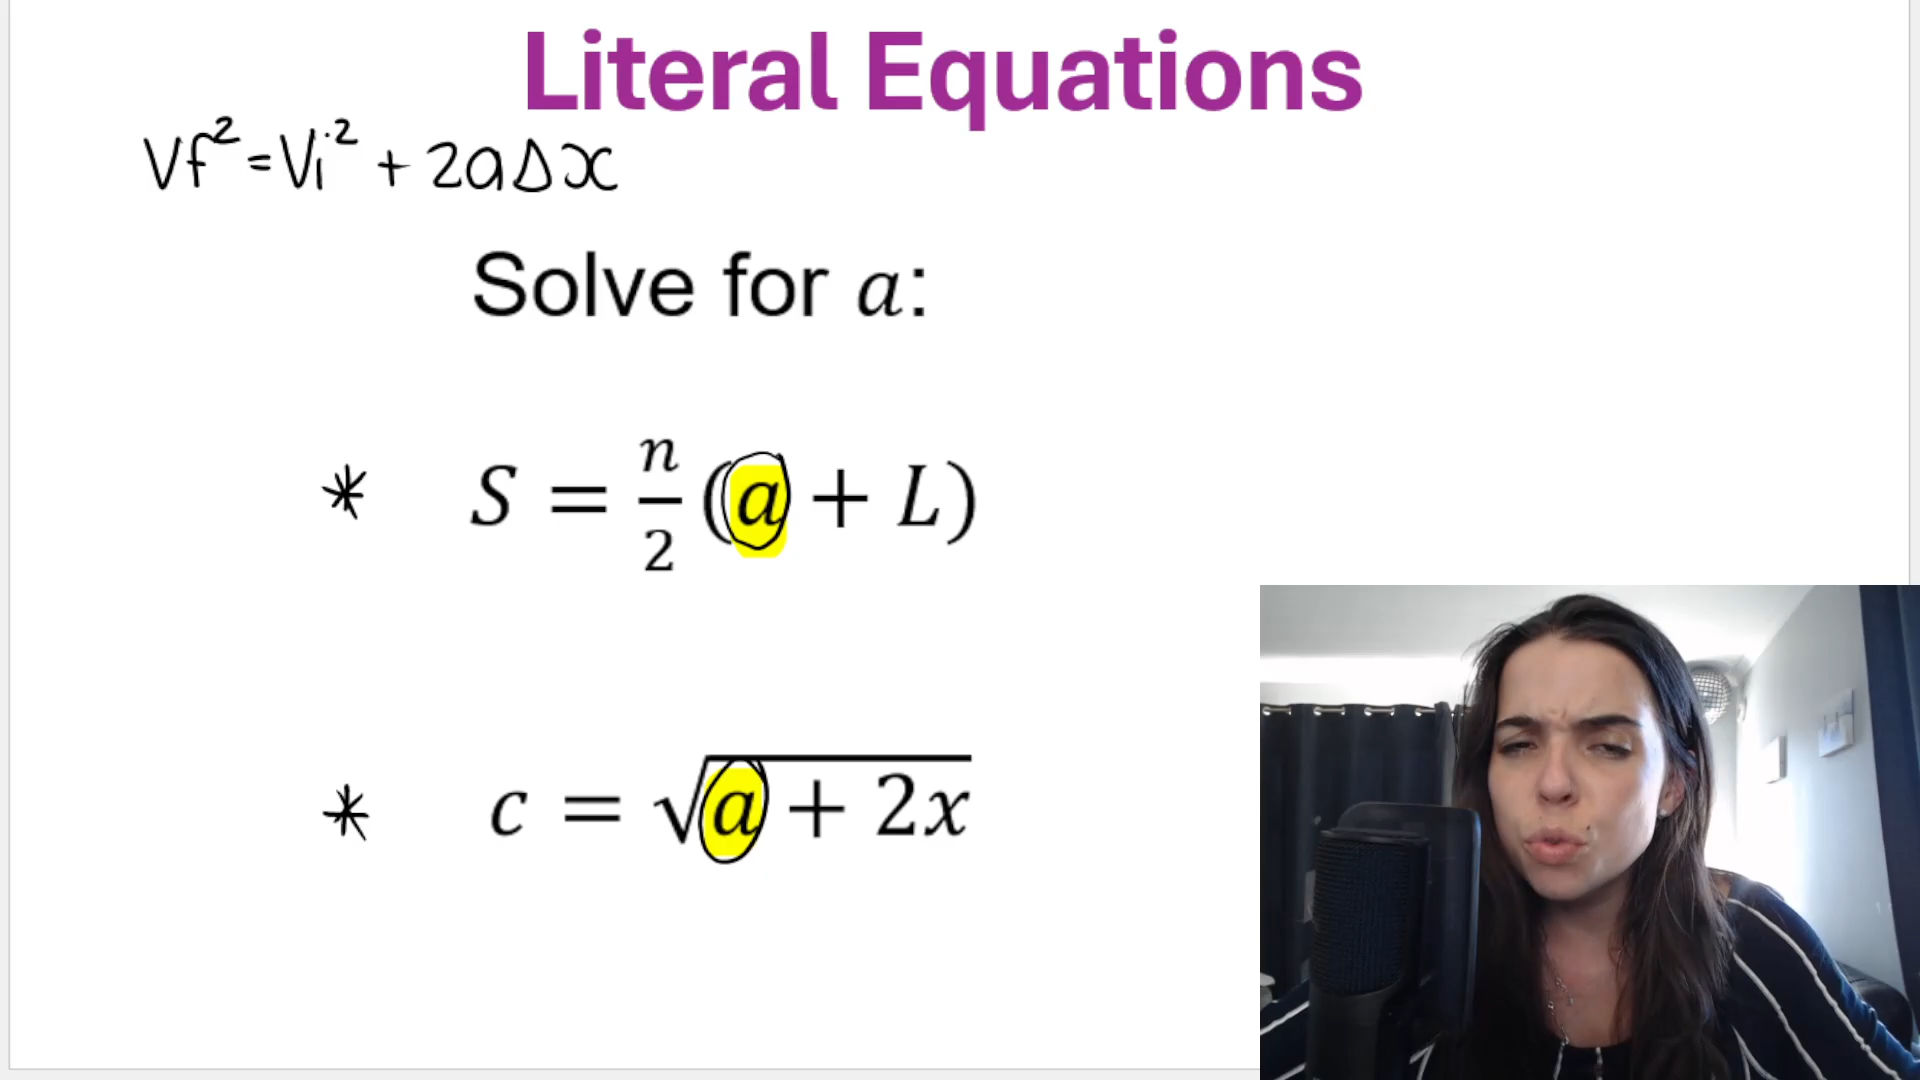 Literal Equations
Vf² = Vi² + 2aΔx
Solve for a:
* S = n/2 (a + L)
* c = √(a + 2x)